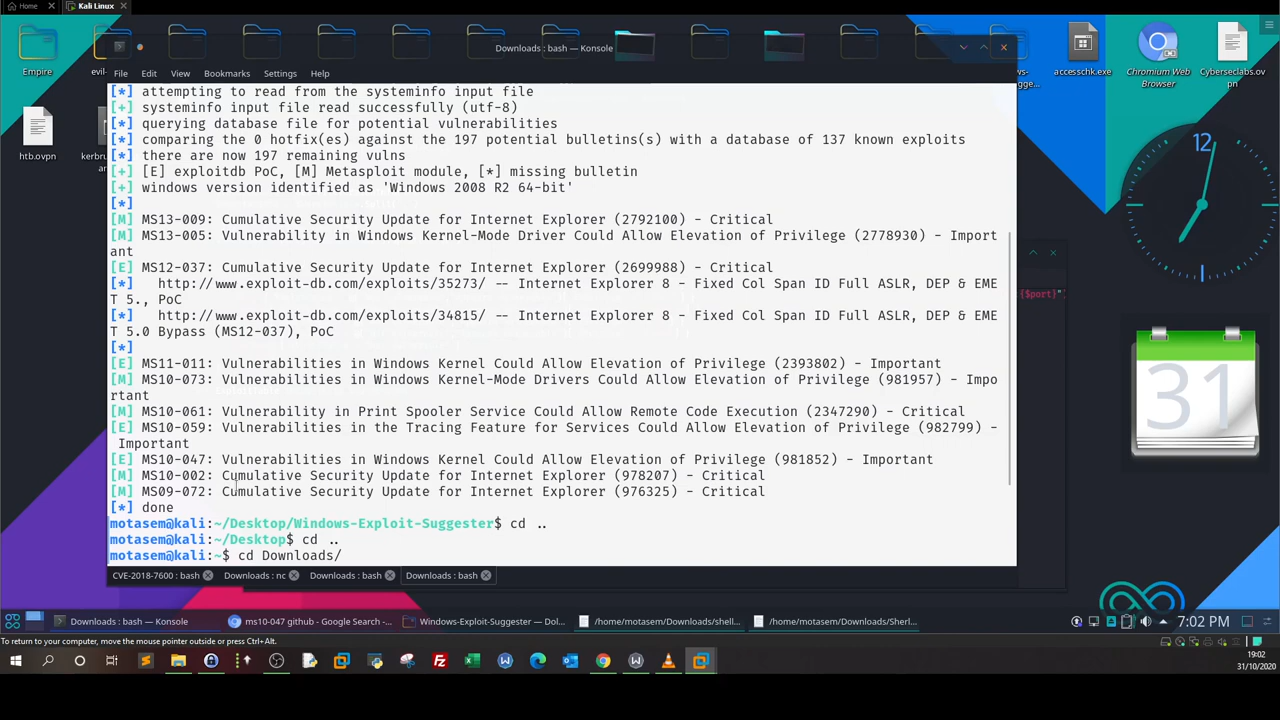 Home
Kali Linux
Downloads : bash — Konsole
File Edit View Bookmarks Settings Help
Empire
evil-
accesschk.exe
Chromium Web
Browser
Cyberseclabs.ov
pn
htb.ovpn
[*] attempting to read from the systeminfo input file
[+] systeminfo input file read successfully (utf-8)
[*] querying database file for potential vulnerabilities
[*] comparing the 0 hotfix(es) against the 197 potential bulletins(s) with a database of 137 known exploits
[*] there are now 197 remaining vulns
[+] [E] exploitdb PoC, [M] Metasploit module, [*] missing bulletin
[+] windows version identified as 'Windows 2008 R2 64-bit'
[*]
[M] MS13-009: Cumulative Security Update for Internet Explorer (2792100) - Critical
[M] MS13-005: Vulnerability in Windows Kernel-Mode Driver Could Allow Elevation of Privilege (2778930) - Import
ant
[E] MS12-037: Cumulative Security Update for Internet Explorer (2699988) - Critical
[*]   http://www.exploit-db.com/exploits/35273/ -- Internet Explorer 8 - Fixed Col Span ID Full ASLR, DEP & EME
T 5., PoC
[*]   http://www.exploit-db.com/exploits/34815/ -- Internet Explorer 8 - Fixed Col Span ID Full ASLR, DEP & EME
T 5.0 Bypass (MS12-037), PoC
[*]
[E] MS11-011: Vulnerabilities in Windows Kernel Could Allow Elevation of Privilege (2393802) - Important
[M] MS10-073: Vulnerabilities in Windows Kernel-Mode Drivers Could Allow Elevation of Privilege (981957) - Impo
rtant
[M] MS10-061: Vulnerability in Print Spooler Service Could Allow Remote Code Execution (2347290) - Critical
[E] MS10-059: Vulnerabilities in the Tracing Feature for Services Could Allow Elevation of Privilege (982799) -
Important
[E] MS10-047: Vulnerabilities in Windows Kernel Could Allow Elevation of Privilege (981852) - Important
[M] MS10-002: Cumulative Security Update for Internet Explorer (978207) - Critical
[M] MS09-072: Cumulative Security Update for Internet Explorer (976325) - Critical
[*] done
motasem@kali:~/Desktop/Windows-Exploit-Suggester$ cd ..
motasem@kali:~/Desktop$ cd ..
motasem@kali:~$ cd Downloads/
{$port}"
12
31
CVE-2018-7600 : bash
Downloads : nc
Downloads : bash
Downloads : bash
Downloads : bash — Konsole
ms10-047 github - Google Search -...
Windows-Exploit-Suggester — Dol...
/home/motasem/Downloads/shell...
/home/motasem/Downloads/Sherl...
7:02 PM
To return to your computer, move the mouse pointer outside or press Ctrl+Alt.
19:02
31/10/2020